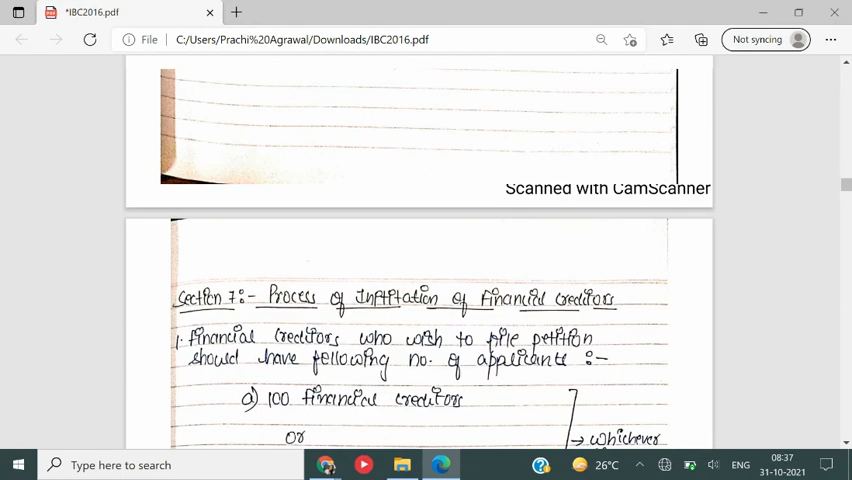 *IBC2016.pdf
File C:/Users/Prachi%20Agrawal/Downloads/IBC2016.pdf Not syncing
Scanned with CamScanner
Section 7:- Process of Inititation of Financial Creditors
1. Financial creditors who wish to file petition
should have following no. of applicants :-
a) 100 financial creditors
or
→ whichever
Type here to search
26°C
ENG
08:37
31-10-2021